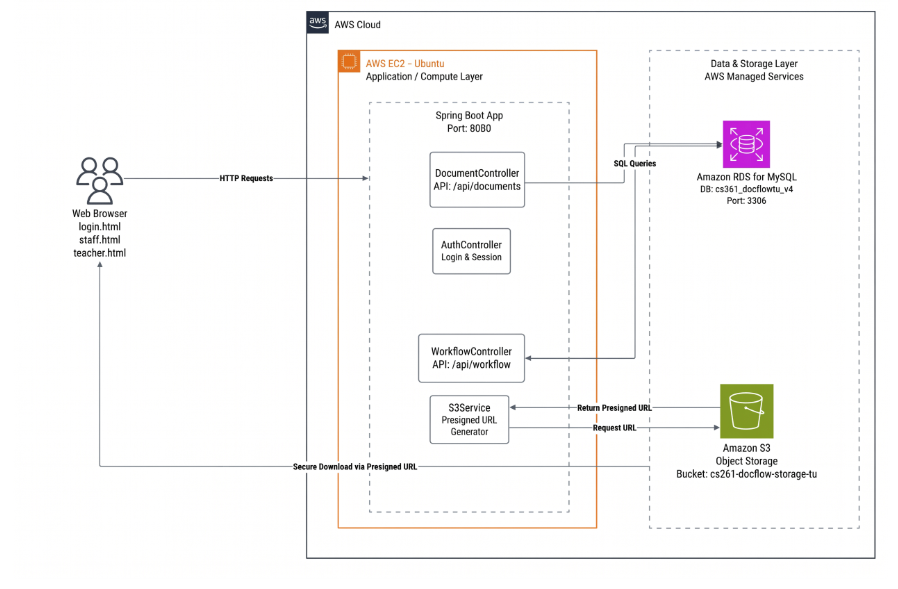 aws
AWS Cloud
AWS EC2 - Ubuntu
Application / Compute Layer
Spring Boot App
Port: 8080
DocumentController
API: /api/documents
AuthController
Login & Session
WorkflowController
API: /api/workflow
S3Service
Presigned URL
Generator
Web Browser
login.html
staff.html
teacher.html
HTTP Requests
SQL Queries
Return Presigned URL
Request URL
Secure Download via Presigned URL
Data & Storage Layer
AWS Managed Services
Amazon RDS for MySQL
DB: cs361_docflowtu_v4
Port: 3306
Amazon S3
Object Storage
Bucket: cs261-docflow-storage-tu